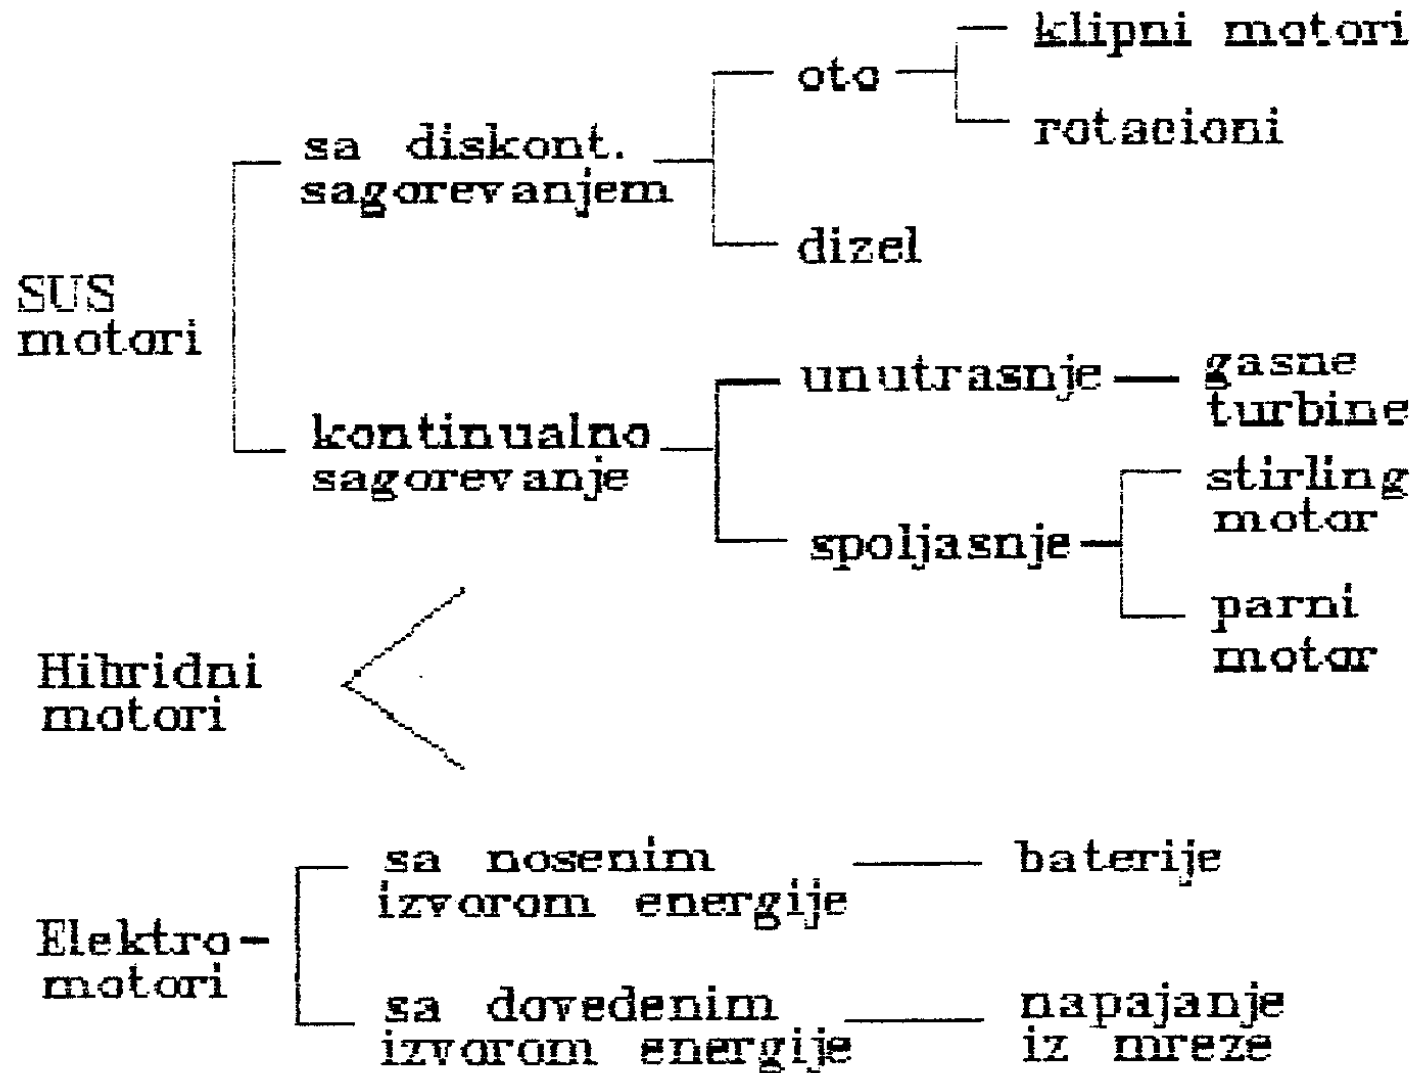 klipni motori
oto
rotacioni
sa diskont.
sagorevanjem
dizel
SUS
motori
unutrasnje
gasne
turbine
kontinualno
sagorevanje
stirling
motor
spoljasnje
parni
motor
Hibridni
motori
sa nosenim
izvorom energije
baterije
Elektro-
motori
sa dovedenim
izvorom energije
napajanje
iz mreze